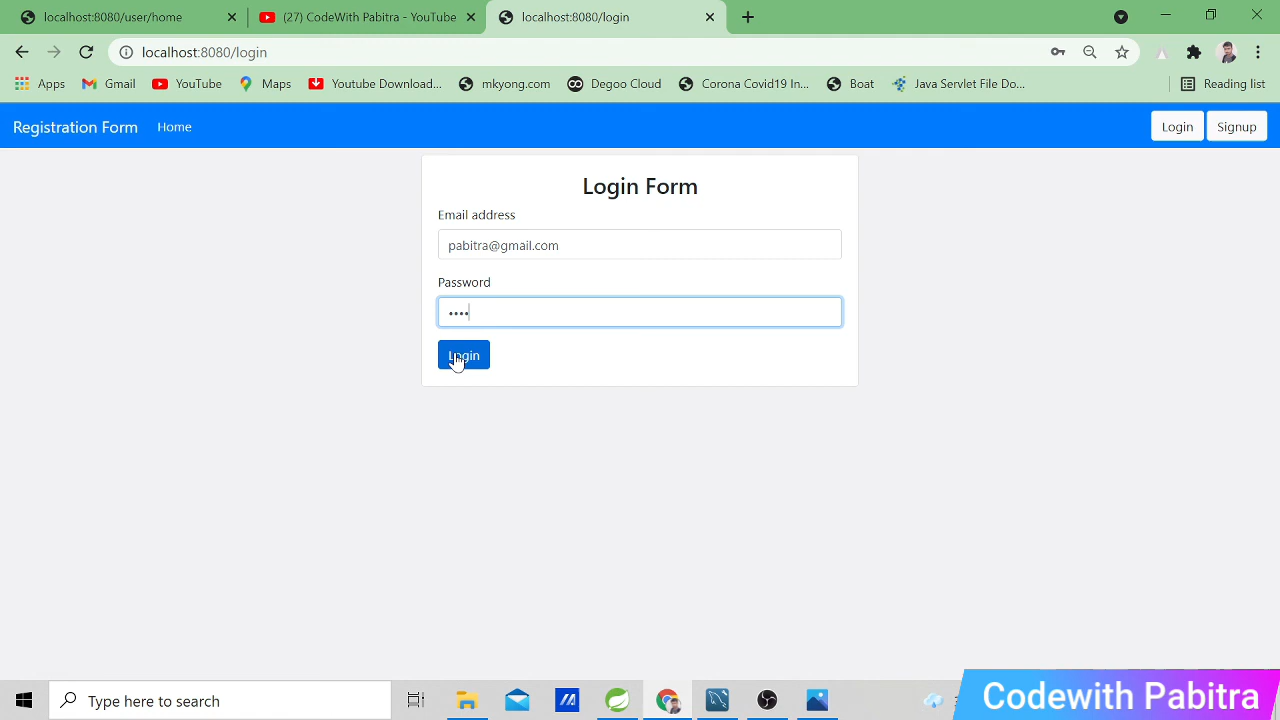 localhost:8080/user/home
(27) CodeWith Pabitra - YouTube
localhost:8080/login
localhost:8080/login
Apps
Gmail
YouTube
Maps
Youtube Download...
mkyong.com
Degoo Cloud
Corona Covid19 In...
Boat
Java Servlet File Do...
Reading list
Registration Form
Home
Login
Signup
Login Form
Email address
pabitra@gmail.com
Password
Login
Type here to search
Codewith Pabitra